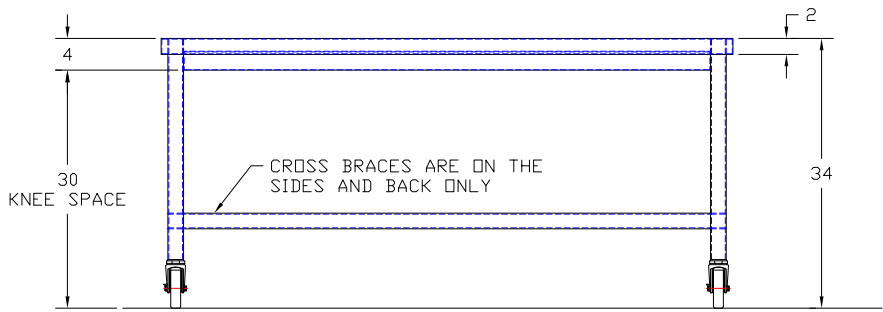 2
4
CROSS BRACES ARE ON THE
SIDES AND BACK ONLY
34
30
KNEE SPACE